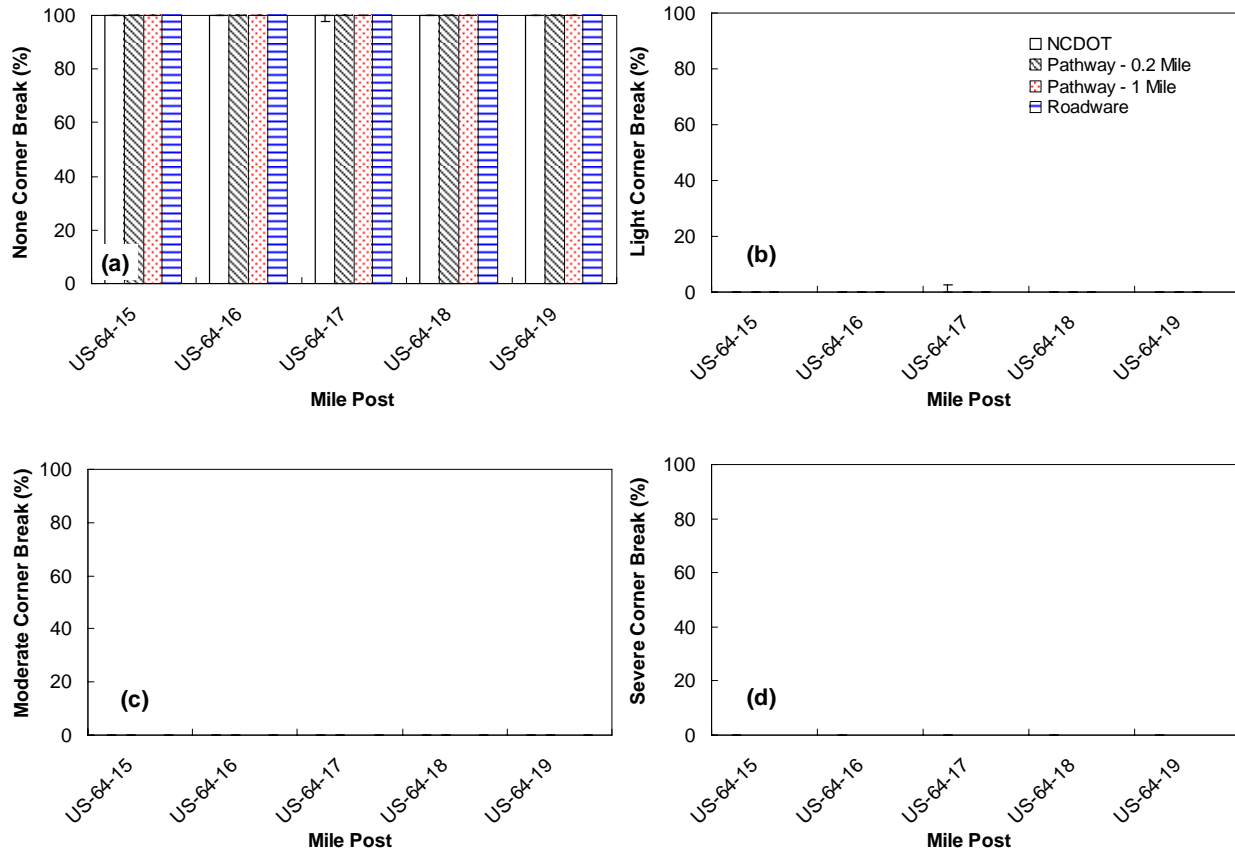 None Corner Break (%)
100
80
60
40
20
0
(a)
US-64-15
US-64-16
US-64-17
US-64-18
US-64-19
Mile Post
Light Corner Break (%)
100
80
60
40
20
0
NCDOT
Pathway - 0.2 Mile
Pathway - 1 Mile
Roadware
(b)
US-64-15
US-64-16
US-64-17
US-64-18
US-64-19
Mile Post
Moderate Corner Break (%)
100
80
60
40
20
0
(c)
US-64-15
US-64-16
US-64-17
US-64-18
US-64-19
Mile Post
Severe Corner Break (%)
100
80
60
40
20
0
(d)
US-64-15
US-64-16
US-64-17
US-64-18
US-64-19
Mile Post